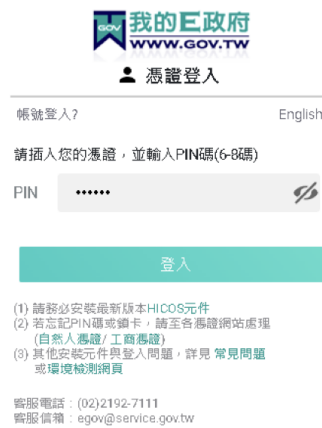 GOV 我的E政府
WWW.GOV.TW
憑證登入
帳號登入? English
請插入您的憑證，並輸入PIN碼(6-8碼)
PIN ••••••
登入
(1) 請務必安裝最新版本HICOS元件
(2) 若忘記PIN碼或鎖卡，請至各憑證網站處理
(自然人憑證/ 工商憑證)
(3) 其他安裝元件與登入問題，詳見 常見問題
或環境檢測網頁
客服電話：(02)2192-7111
客服信箱：egov@service.gov.tw